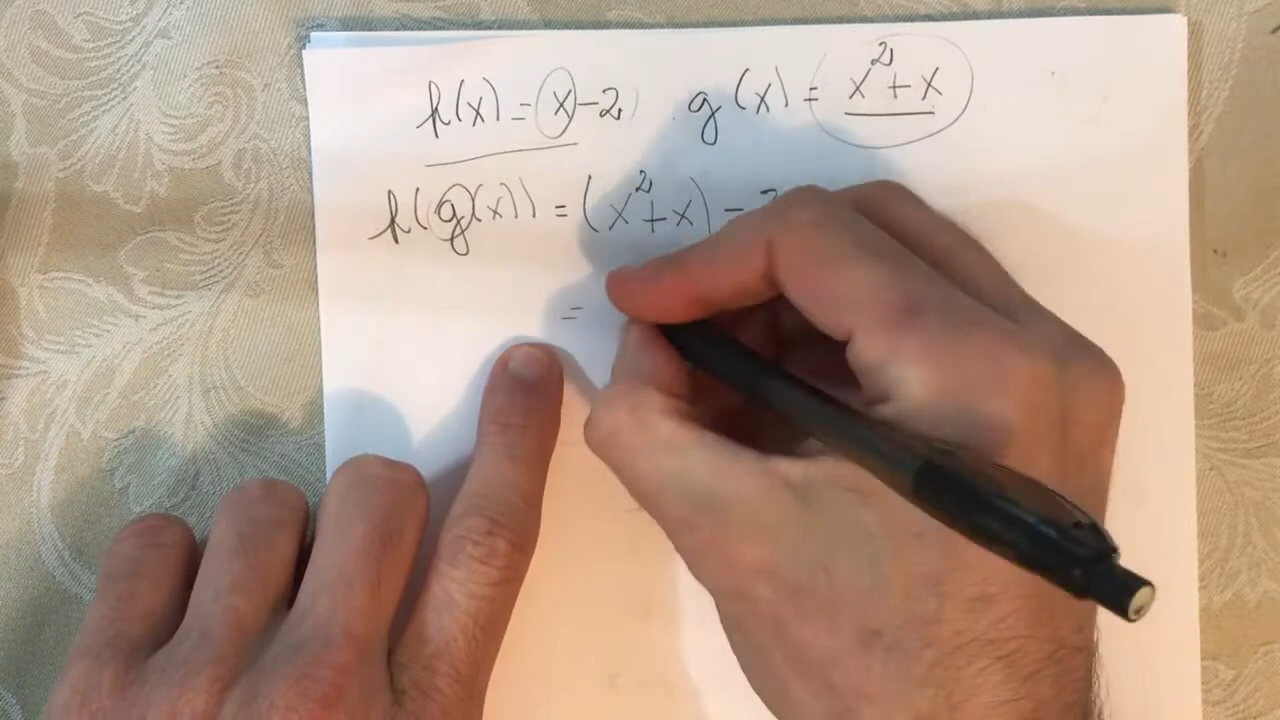 h(x) = x-2 g(x) = x²+x
h(g(x)) = (x²+x) -
=